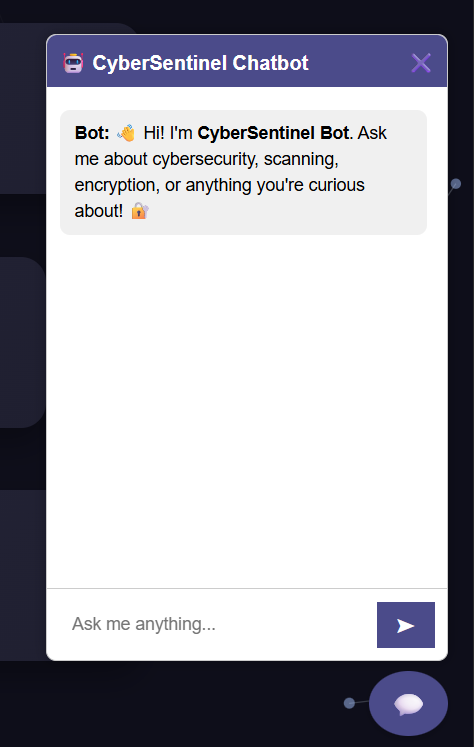 🤖 CyberSentinel Chatbot ❌
Bot: 👋 Hi! I'm CyberSentinel Bot. Ask
me about cybersecurity, scanning,
encryption, or anything you're curious
about! 🔐
Ask me anything...